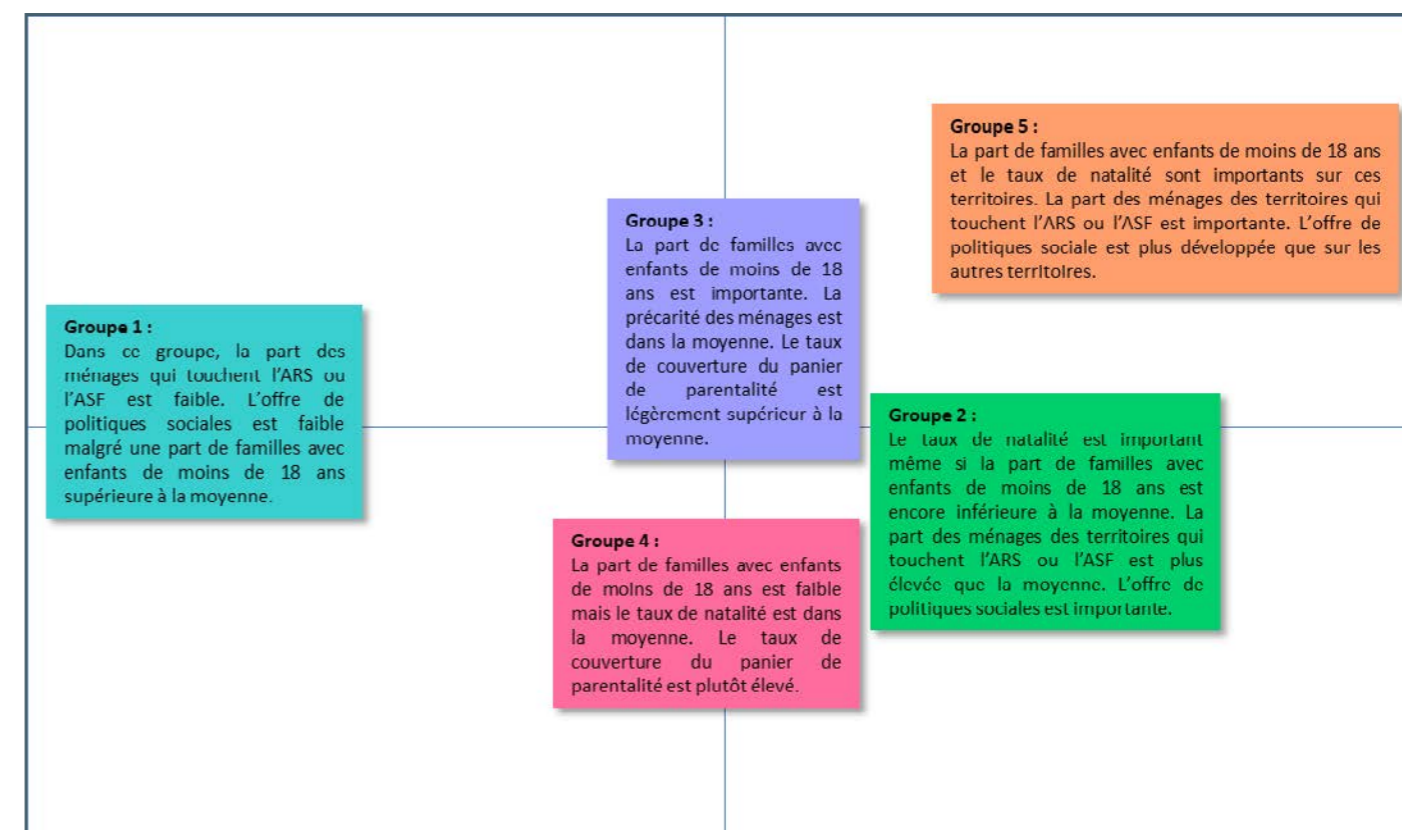 Groupe 5 :
La part de familles avec enfants de moins de 18 ans
et le taux de natalité sont importants sur ces
territoires. La part des ménages des territoires qui
touchent l'ARS ou l'ASF est importante. L'offre de
politiques sociale est plus développée que sur les
autres territoires.
Groupe 3 :
La part de familles avec
enfants de moins de 18
ans est importante. La
précarité des ménages est
dans la moyenne. Le taux
de couverture du panier
de parentalité est
légèrement supérieur à la
moyenne.
Groupe 1 :
Dans ce groupe, la part des
ménages qui touchent l'ARS ou
l'ASF est faible. L'offre de
politiques sociales est faible
malgré une part de familles avec
enfants de moins de 18 ans
supérieure à la moyenne.
Groupe 2 :
Le taux de natalité est important
même si la part de familles avec
enfants de moins de 18 ans est
encore inférieure à la moyenne. La
part des ménages des territoires qui
touchent l'ARS ou l'ASF est plus
élevée que la moyenne. L'offre de
politiques sociales est importante.
Groupe 4 :
La part de familles avec enfants
de moins de 18 ans est faible
mais le taux de natalité est dans
la moyenne. Le taux de
couverture du panier de
parentalité est plutôt élevé.